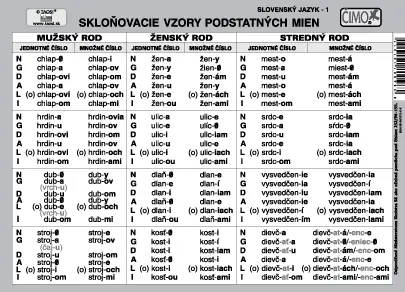 © TAOSI
www.taosi.sk
SLOVENSKÝ JAZYK - 1
SKLOŇOVACIE VZORY PODSTATNÝCH MIEN
CIMO
MUŽSKÝ ROD ŽENSKÝ ROD STREDNÝ ROD
JEDNOTNÉ ČÍSLO MNOŽNÉ ČÍSLO JEDNOTNÉ ČÍSLO MNOŽNÉ ČÍSLO JEDNOTNÉ ČÍSLO MNOŽNÉ ČÍSLO
N chlap-ø chlap-i N žen-a žen-y N mest-o mest-á
G chlap-a chlap-ov G žen-y žien-ø G mest-a miest-ø
D chlap-ovi chlap-om D žen-e žen-ám D mest-u mest-ám
A chlap-a chlap-ov A žen-u žen-y A mest-o mest-á
L (o) chlap-ovi (o) chlap-och L (o) žen-e (o) žen-ách L (o) mest-e (o) mest-ách
I chlap-om chlap-mi I žen-ou žen-ami I mest-om mest-ami
N hrdin-a hrdin-ovia N ulic-a ulic-e N srdc-e srdc-ia
G hrdin-u hrdin-ov G ulic-e ulíc-ø G srdc-a sŕdc-ø
D hrdin-ovi hrdin-om D ulic-i ulic-iam D srdc-u srdc-iam
A hrdin-u hrdin-ov A ulic-u ulic-e A srdc-e srdc-ia
L (o) hrdin-ovi (o) hrdin-och L (o) ulic-i (o) ulic-iach L (o) srdc-i (o) srdc-iach
I hrdin-om hrdin-ami I ulic-ou ulic-ami I srdc-om srdc-ami
N dub-ø dub-y N dlaň-ø dlan-e N vysvedčen-ie vysvedčen-ia
G dub-a dub-ov G dlan-e dlan-í G vysvedčen-ia vysvedčen-í
(vrch-u)
D dub-u dub-om D dlan-i dlan-iam D vysvedčen-iu vysvedčen-iam
A dub-ø dub-y A dlaň-ø dlan-e A vysvedčen-ie vysvedčen-ia
L (o) dub-e (o) dub-och L (o) dlan-i (o) dlan-iach L (o) vysvedčen-í (o) vysvedčen-iach
(vrch-u)
I dub-om dub-mi I dlaň-ou dlaň-ami I vysvedčen-ím vysvedčen-iami
N stroj-ø stroj-e N kosť-ø kost-i N dievč-a dievč-at-á/-enc-e
G stroj-a stroj-ov G kost-i kost-í G dievč-at-a dievč-at-ø/-eniec-ø
(čaj-u)
D stroj-u stroj-om D kost-i kost-iam D dievč-at-u dievč-at-ám/-enc-om
A stroj-ø stroj-e A kosť-ø kost-i A dievč-a dievč-at-á/-enc-e
L (o) stroj-i (o) stroj-och L (o) kost-i (o) kost-iach L (o) dievč-at-i (o) dievč-at-ách/-enc-och
I stroj-om stroj-mi I kosť-ou kosť-ami I dievč-at-om dievč-at-ami/-enc-ami